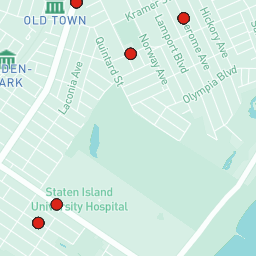 Kramer S
OLD TOWN
Hickory Ave
Jerome Ave
Lamport Blvd
Norway Ave
Quintard St
Olympia Blvd
Laconia Ave
DEN-
ARK
Staten Island
University Hospital